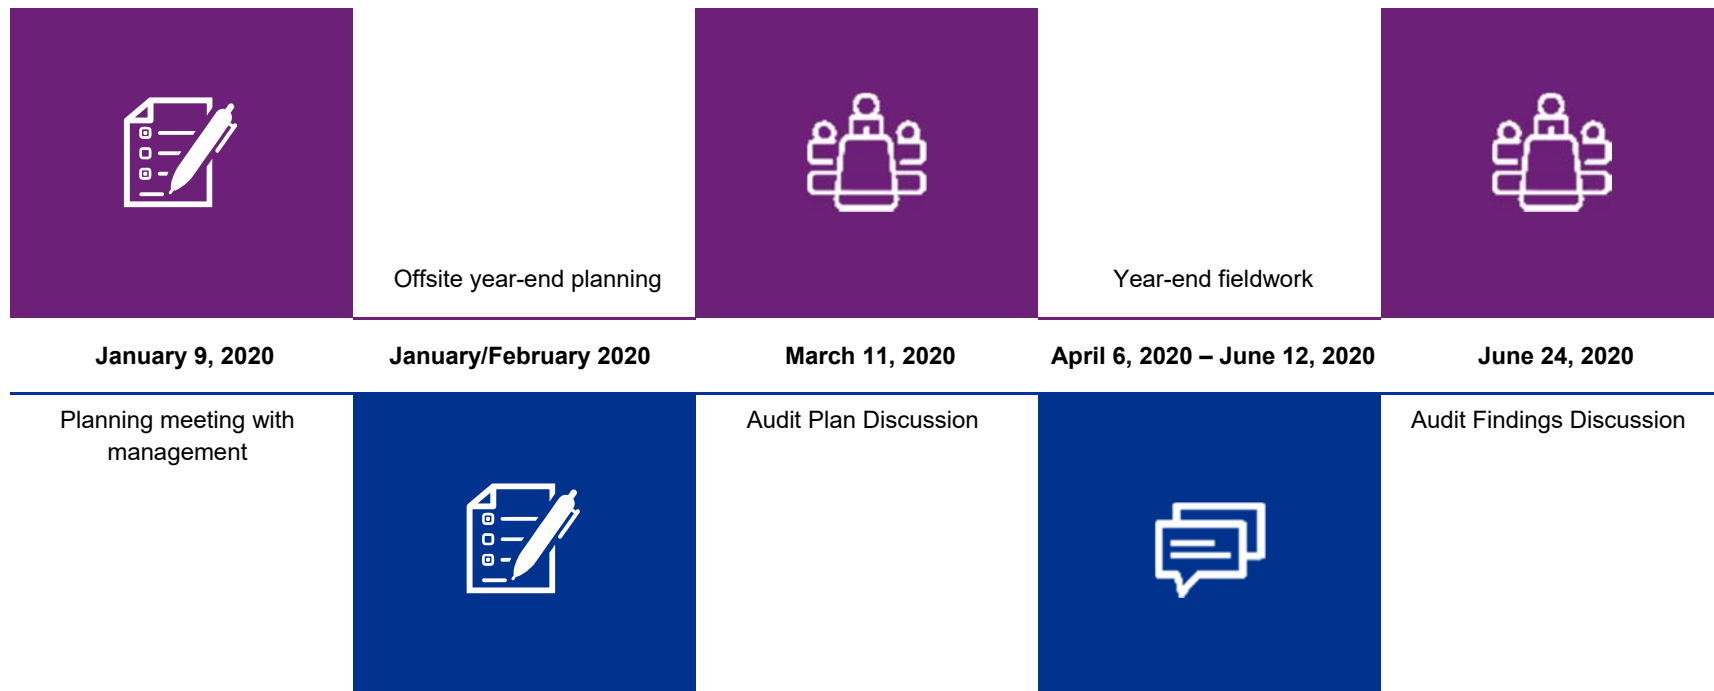 Offsite year-end planning
Year-end fieldwork
January 9, 2020
January/February 2020
March 11, 2020
April 6, 2020 – June 12, 2020
June 24, 2020
Planning meeting with
management
Audit Plan Discussion
Audit Findings Discussion